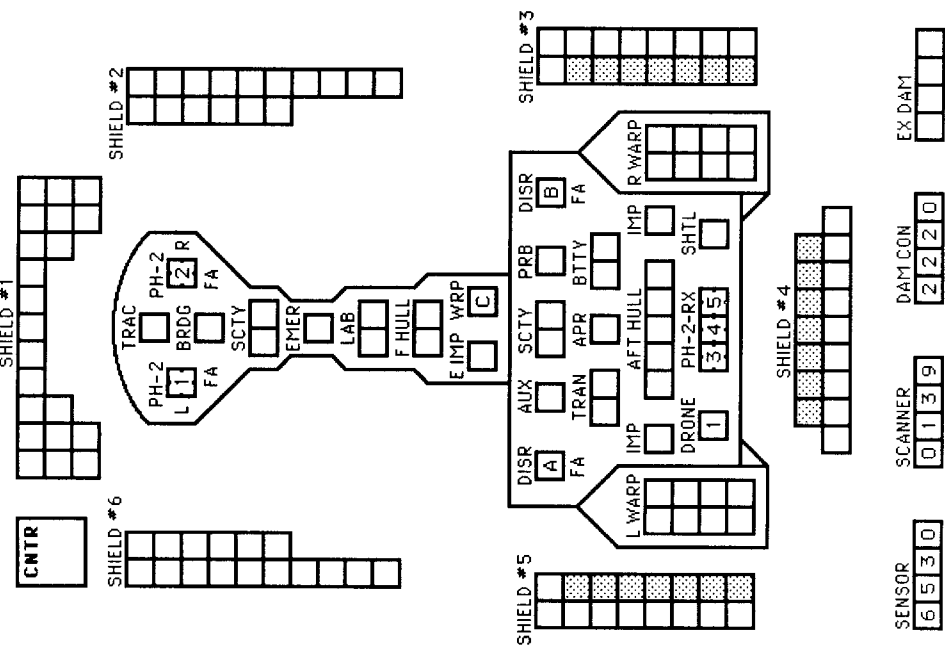 SHIELD #1
CNTR
SHIELD #6
SHIELD #2
TRAC
PH-2
PH-2
L 1
2 R
FA
FA
BRDG
SCTY
EMER
LAB
F HULL
E IMP
WRP
C
SHIELD #5
SHIELD #3
DISR
AUX
SCTY
PRB
DISR
A
B
FA
FA
TRAN
APR
BTTY
L WARP
IMP
AFT HULL
IMP
R WARP
DRONE
PH-2-RX
SHTL
1
3-4-5
SHIELD #4
SENSOR
SCANNER
DAM CON
EX DAM
6 5 3 0
0 1 3 9
2 2 2 0